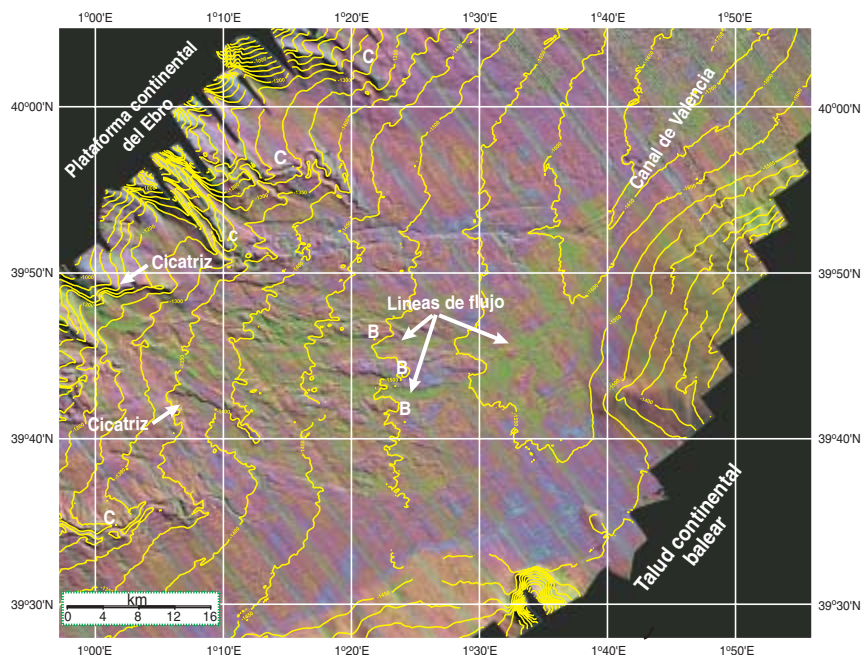 1°00'E 1°10'E 1°20'E 1°30'E 1°40'E 1°50'E
Plataforma continental
del Ebro
C
Canal de Valencia
40°00'N
40°00'N
C
C
Cicatriz
39°50'N
39°50'N
Lineas de flujo
B
B
B
Cicatriz
39°40'N
39°40'N
C
Talud continental
balear
km
0 4 8 12 16
39°30'N
39°30'N
1°00'E 1°10'E 1°20'E 1°30'E 1°40'E 1°50'E